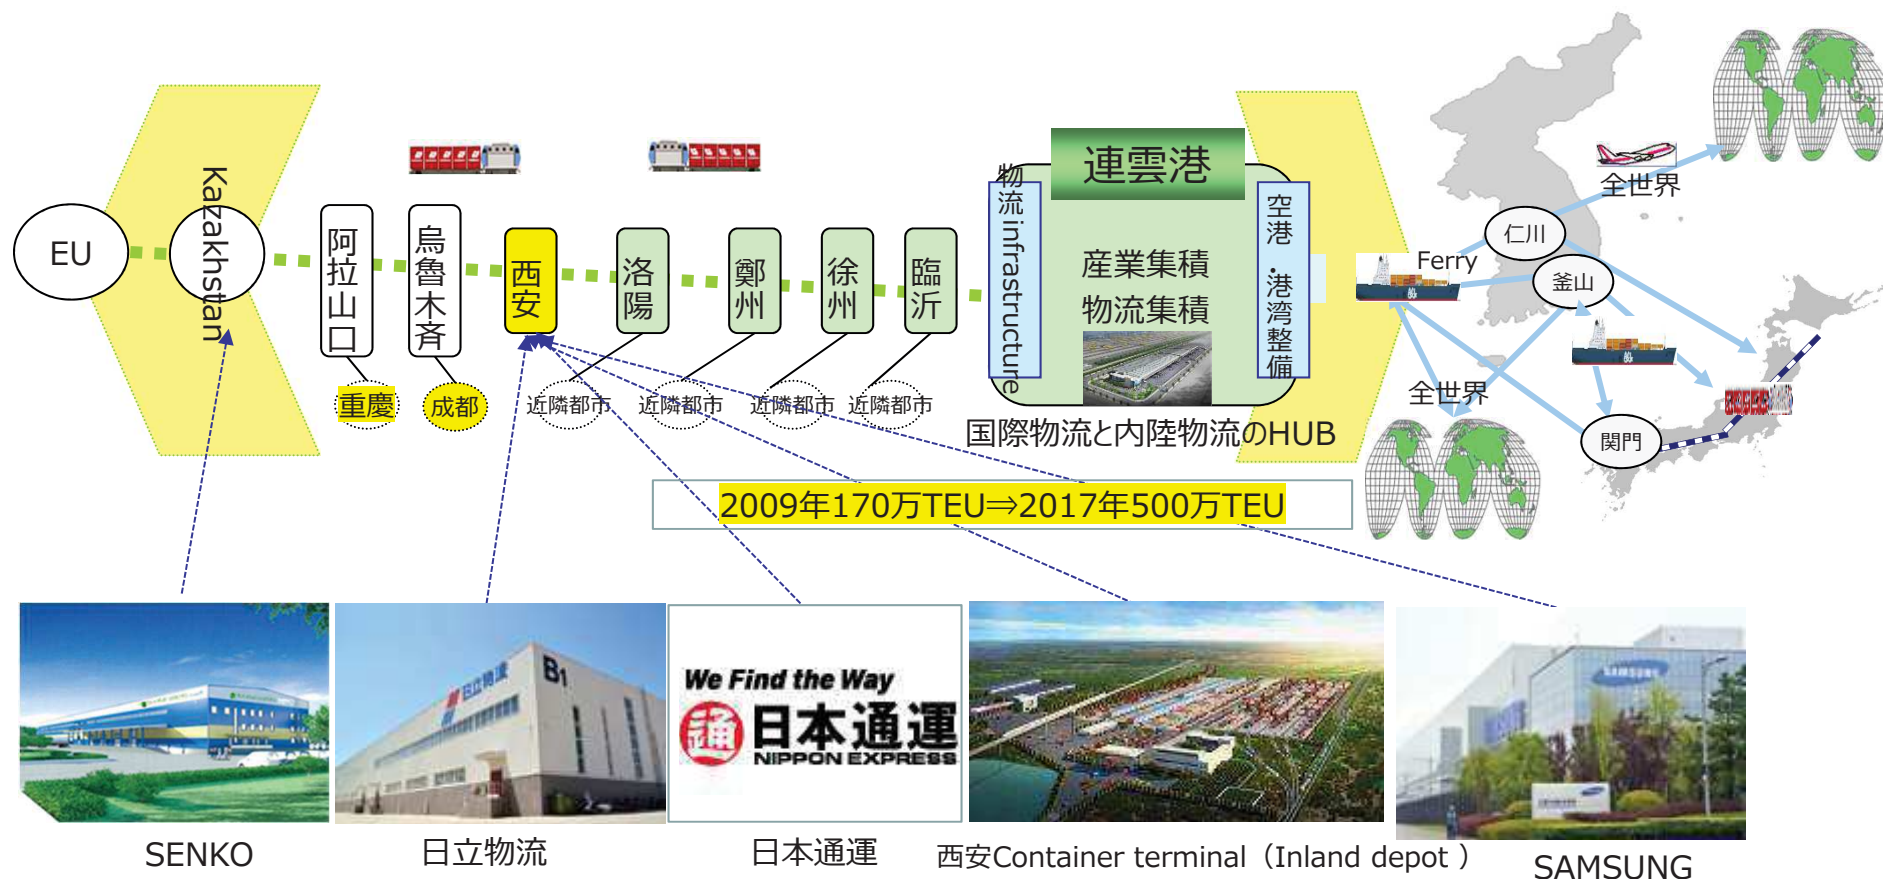 EU
Kazakhstan
阿拉山口
烏魯木斉
西安
洛陽
鄭州
徐州
臨沂
重慶
成都
近隣都市
近隣都市
近隣都市
近隣都市
連雲港
物流infrastructure
産業集積
物流集積
空港・港湾整備
国際物流と内陸物流のHUB
Ferry
仁川
釜山
関門
全世界
全世界
2009年170万TEU⇒2017年500万TEU
日立物流
B1
We Find the Way
通
日本通運
NIPPON EXPRESS
SAMSUNG
SENKO
日立物流
日本通運
西安Container terminal（Inland depot ）
SAMSUNG